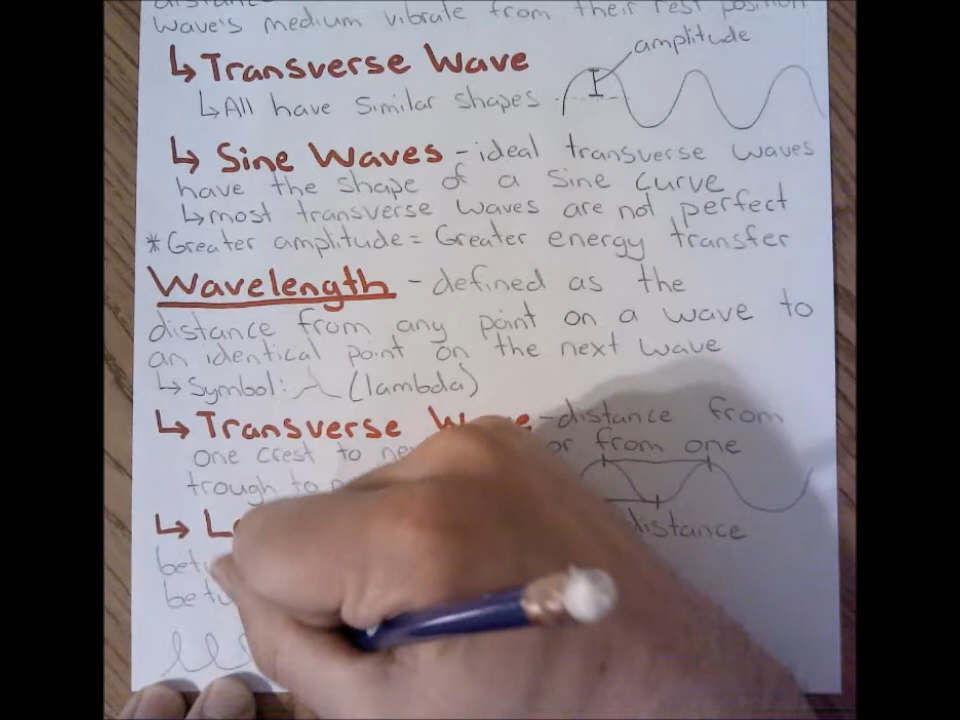 distance
wave's medium vibrate from their rest position
↳ Transverse Wave
amplitude
↳ All have similar shapes
↳ Sine Waves - ideal transverse waves
have the shape of a sine curve
↳ most transverse waves are not perfect
* Greater amplitude = Greater energy transfer
Wavelength - defined as the
distance from any point on a wave to
an identical point on the next wave
↳ Symbol: λ (lambda)
↳ Transverse Wave - distance from
one crest to or from one
trough to
distance